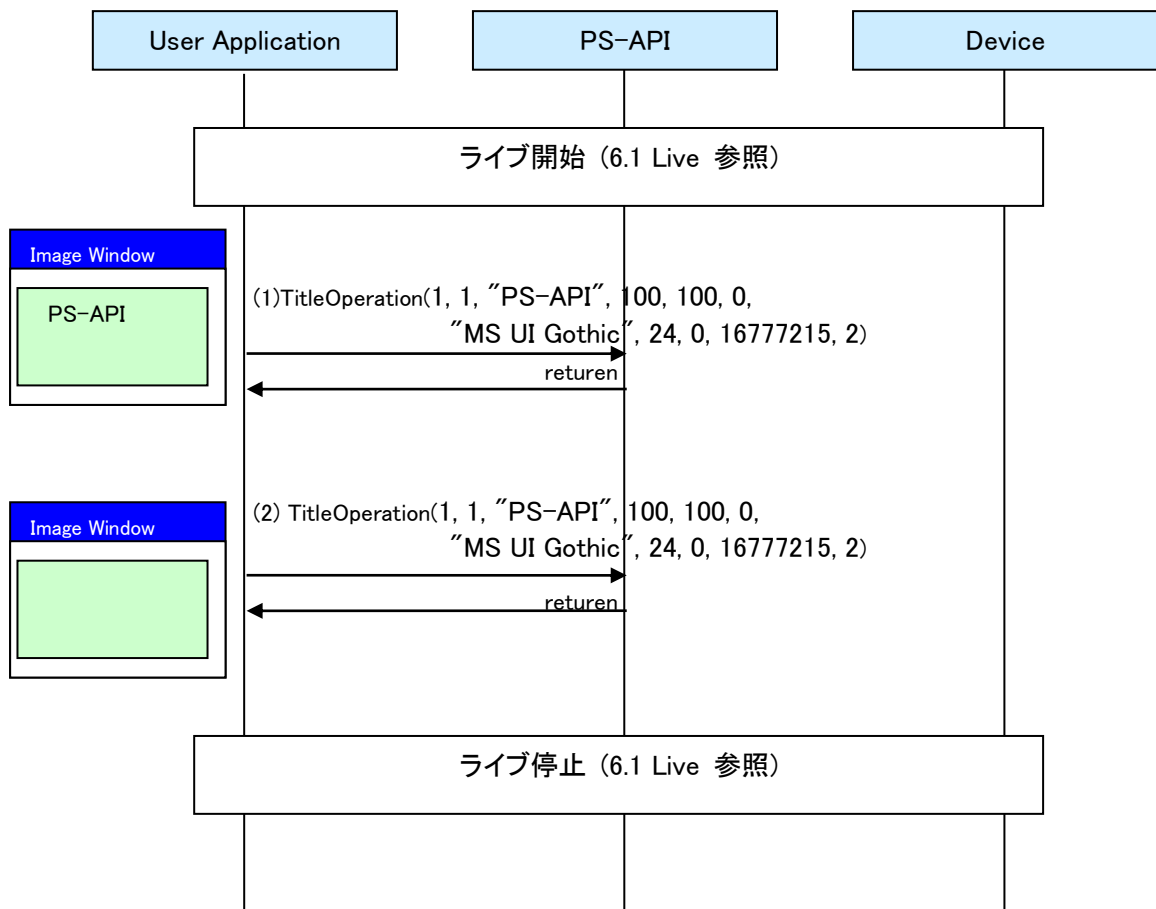 User Application
PS-API
Device
ライブ開始 (6.1 Live 参照)
Image Window
PS-API
(1)TitleOperation(1, 1, "PS-API", 100, 100, 0,
"MS UI Gothic", 24, 0, 16777215, 2)
returen
Image Window
(2) TitleOperation(1, 1, "PS-API", 100, 100, 0,
"MS UI Gothic", 24, 0, 16777215, 2)
returen
ライブ停止 (6.1 Live 参照)